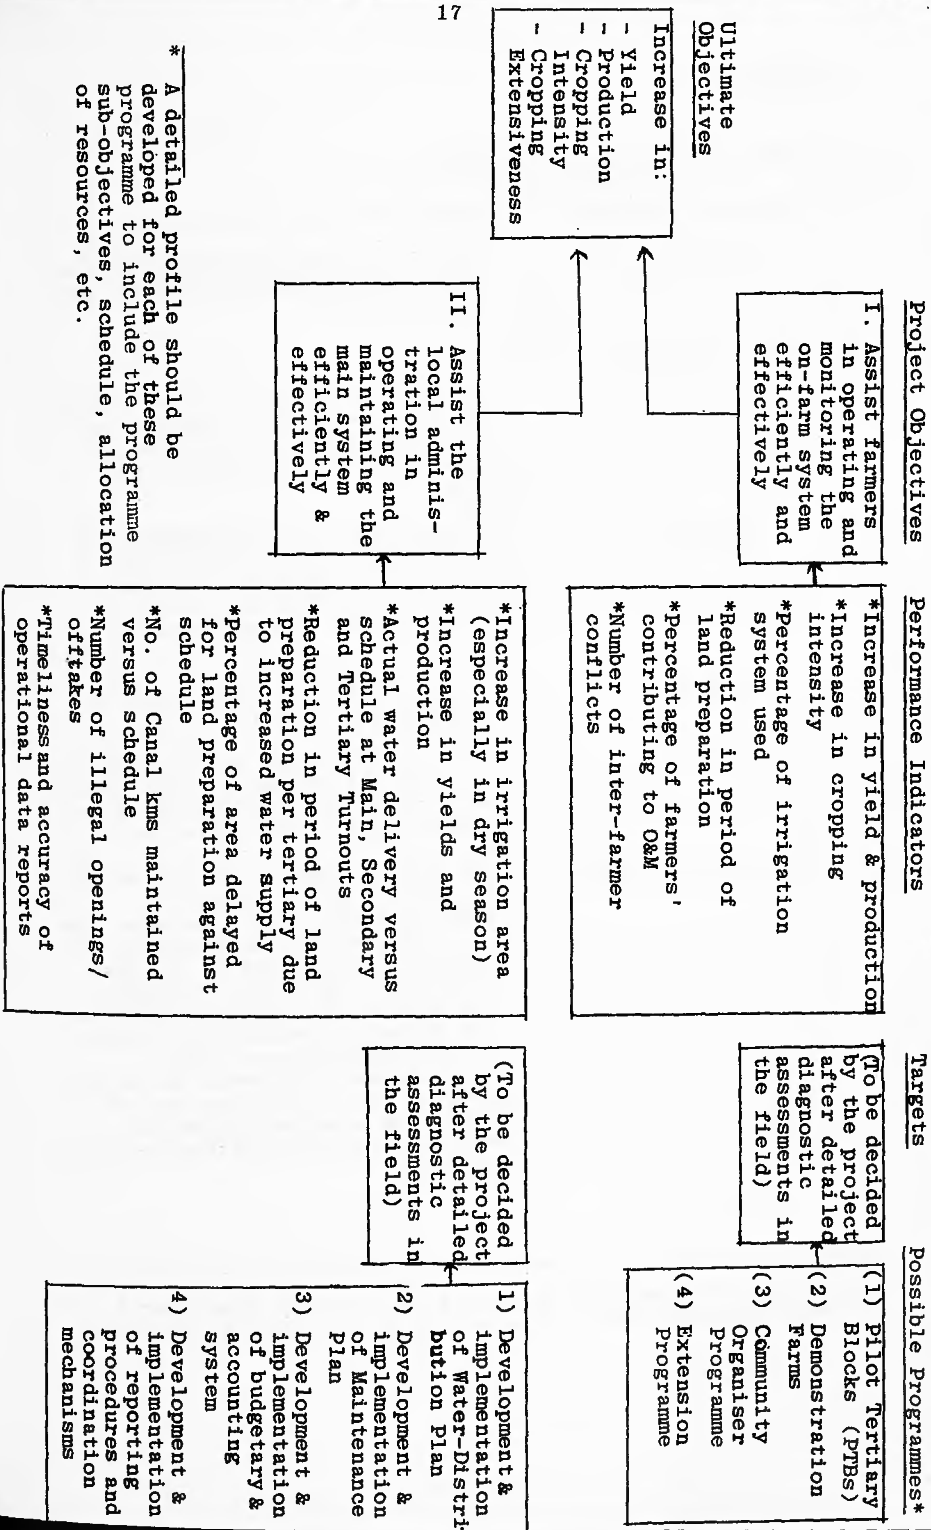 17
Ultimate
Objectives
Increase in:
- Yield
- Production
- Cropping
Intensity
- Cropping
Extensiveness
Project Objectives
I. Assist farmers
in operating and
monitoring the
on-farm system
efficiently and
effectively
II. Assist the
local adminis-
tration in
operating and
maintaining the
main system
efficiently &
effectively
Performance Indicators
*Increase in yield & production
*Increase in cropping
intensity
*Percentage of irrigation
system used
*Reduction in period of
land preparation
*Percentage of farmers'
contributing to O&M
*Number of inter-farmer
conflicts
*Increase in irrigation area
(especially in dry season)
*Increase in yields and
production
*Actual water delivery versus
schedule at Main, Secondary
and Tertiary Turnouts
*Reduction in period of land
preparation per tertiary due
to increased water supply
*Percentage of area delayed
for land preparation against
schedule
*No. of Canal kms maintained
versus schedule
*Number of illegal openings/
offtakes
*Timeliness and accuracy of
operational data reports
Targets
(To be decided
by the project
after detailed
diagnostic
assessments in
the field)
(To be decided
by the project
after detailed
diagnostic
assessments in
the field)
Possible Programmes*
(1) Pilot Tertiary
Blocks (PTBs)
(2) Demonstration
Farms
(3) Community
Organiser
Programme
(4) Extension
Programme
1) Development &
implementation
of Water-Distri
bution Plan
2) Development &
implementation
of Maintenance
Plan
3) Development &
implementation
of budgetary &
accounting
system
4) Development &
implementation
of reporting
procedures and
coordination
mechanisms
* A detailed profile should be
developed for each of these
programme to include the programme
sub-objectives, schedule, allocation
of resources, etc.